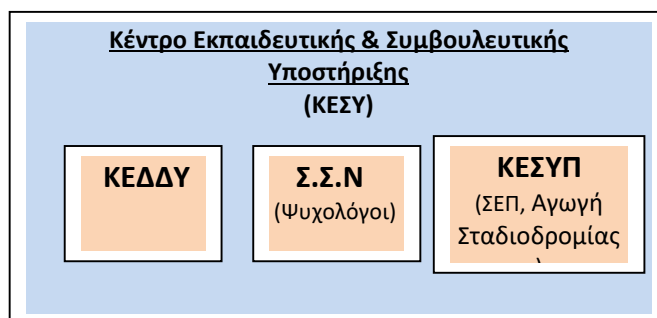 Κέντρο Εκπαιδευτικής & Συμβουλευτικής
Υποστήριξης
(ΚΕΣΥ)
ΚΕΔΔΥ
Σ.Σ.Ν
(Ψυχολόγοι)
ΚΕΣΥΠ
(ΣΕΠ, Αγωγή
Σταδιοδρομίας